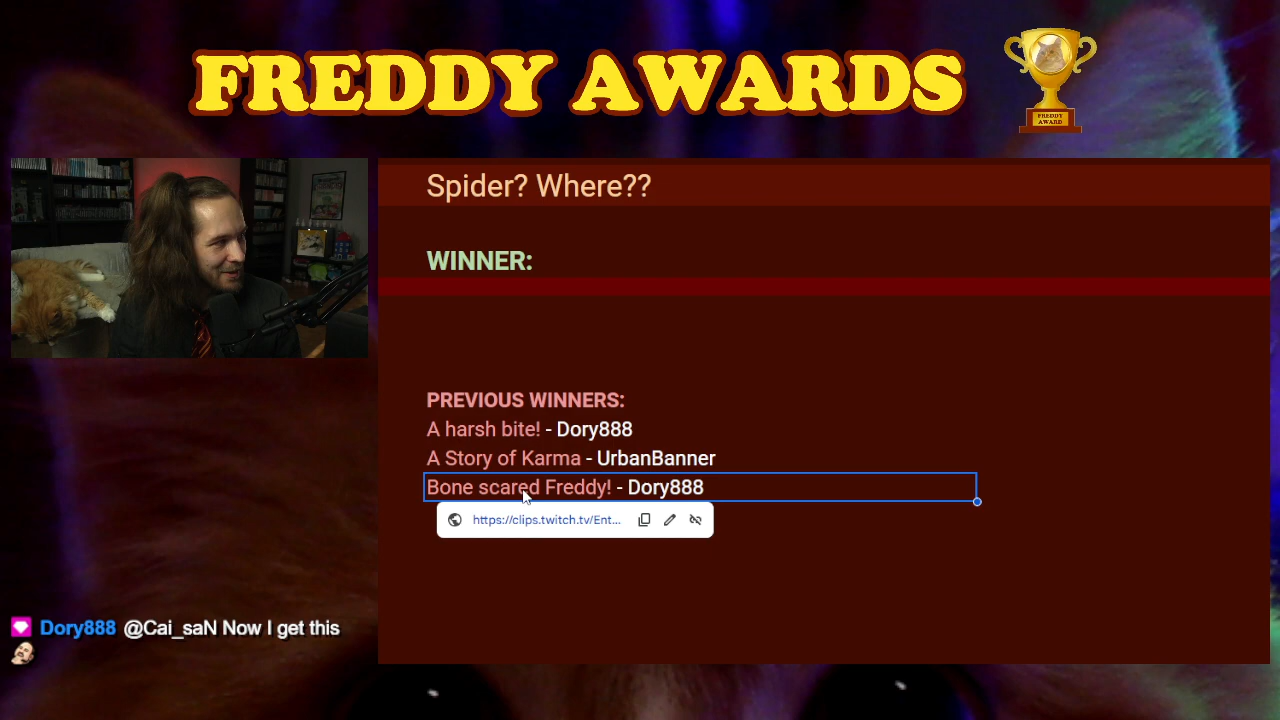 FREDDY AWARDS
FREDDY
AWARD
Spider? Where??
WINNER:
PREVIOUS WINNERS:
A harsh bite! - Dory888
A Story of Karma - UrbanBanner
Bone scared Freddy! - Dory888
https://clips.twitch.tv/Ent...
Dory888 @Cai_saN Now I get this